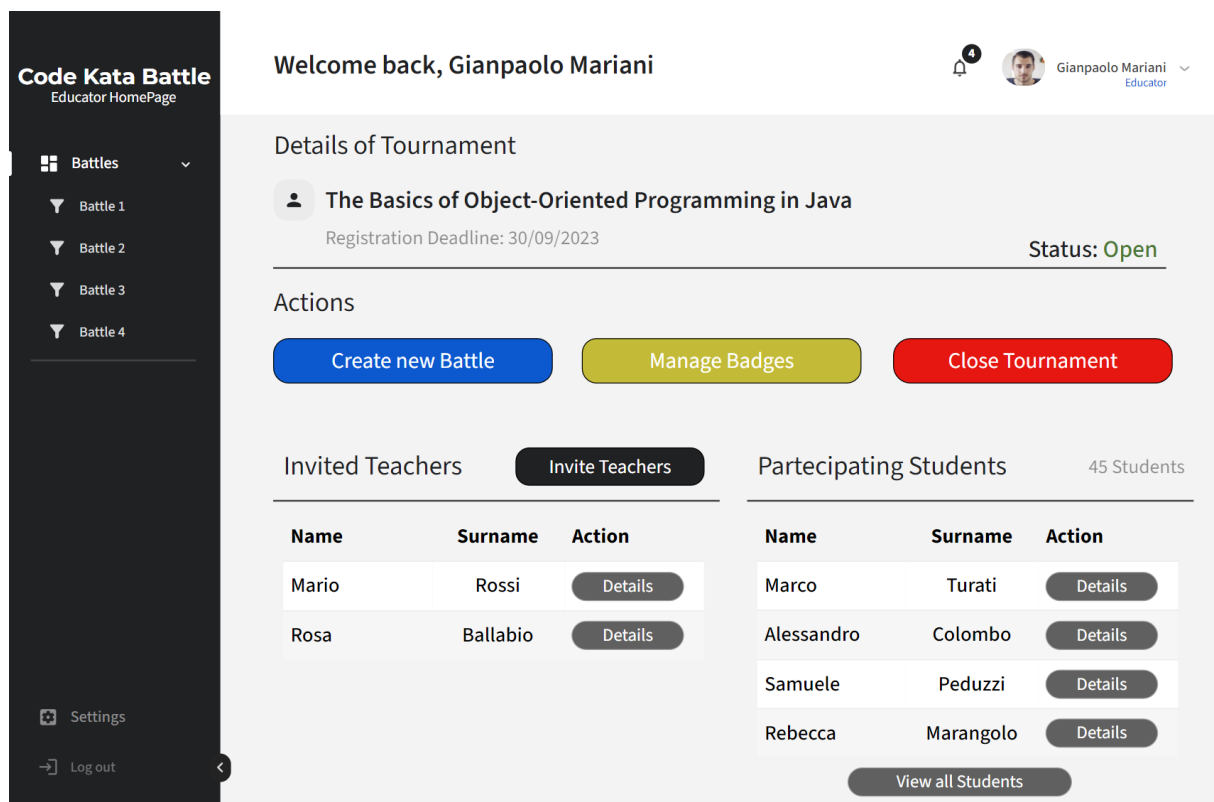 Code Kata Battle
Educator HomePage
Battles
Battle 1
Battle 2
Battle 3
Battle 4
Settings
Log out
Welcome back, Gianpaolo Mariani
4
Gianpaolo Mariani
Educator
Details of Tournament
The Basics of Object-Oriented Programming in Java
Registration Deadline: 30/09/2023
Status: Open
Actions
Create new Battle
Manage Badges
Close Tournament
Invited Teachers
Invite Teachers
Name Surname Action
Mario Rossi Details
Rosa Ballabio Details
Partecipating Students
45 Students
Name Surname Action
Marco Turati Details
Alessandro Colombo Details
Samuele Peduzzi Details
Rebecca Marangolo Details
View all Students